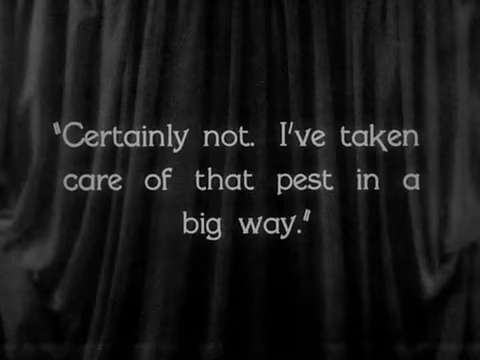 "Certainly not. I've taken
care of that pest in a
big way."